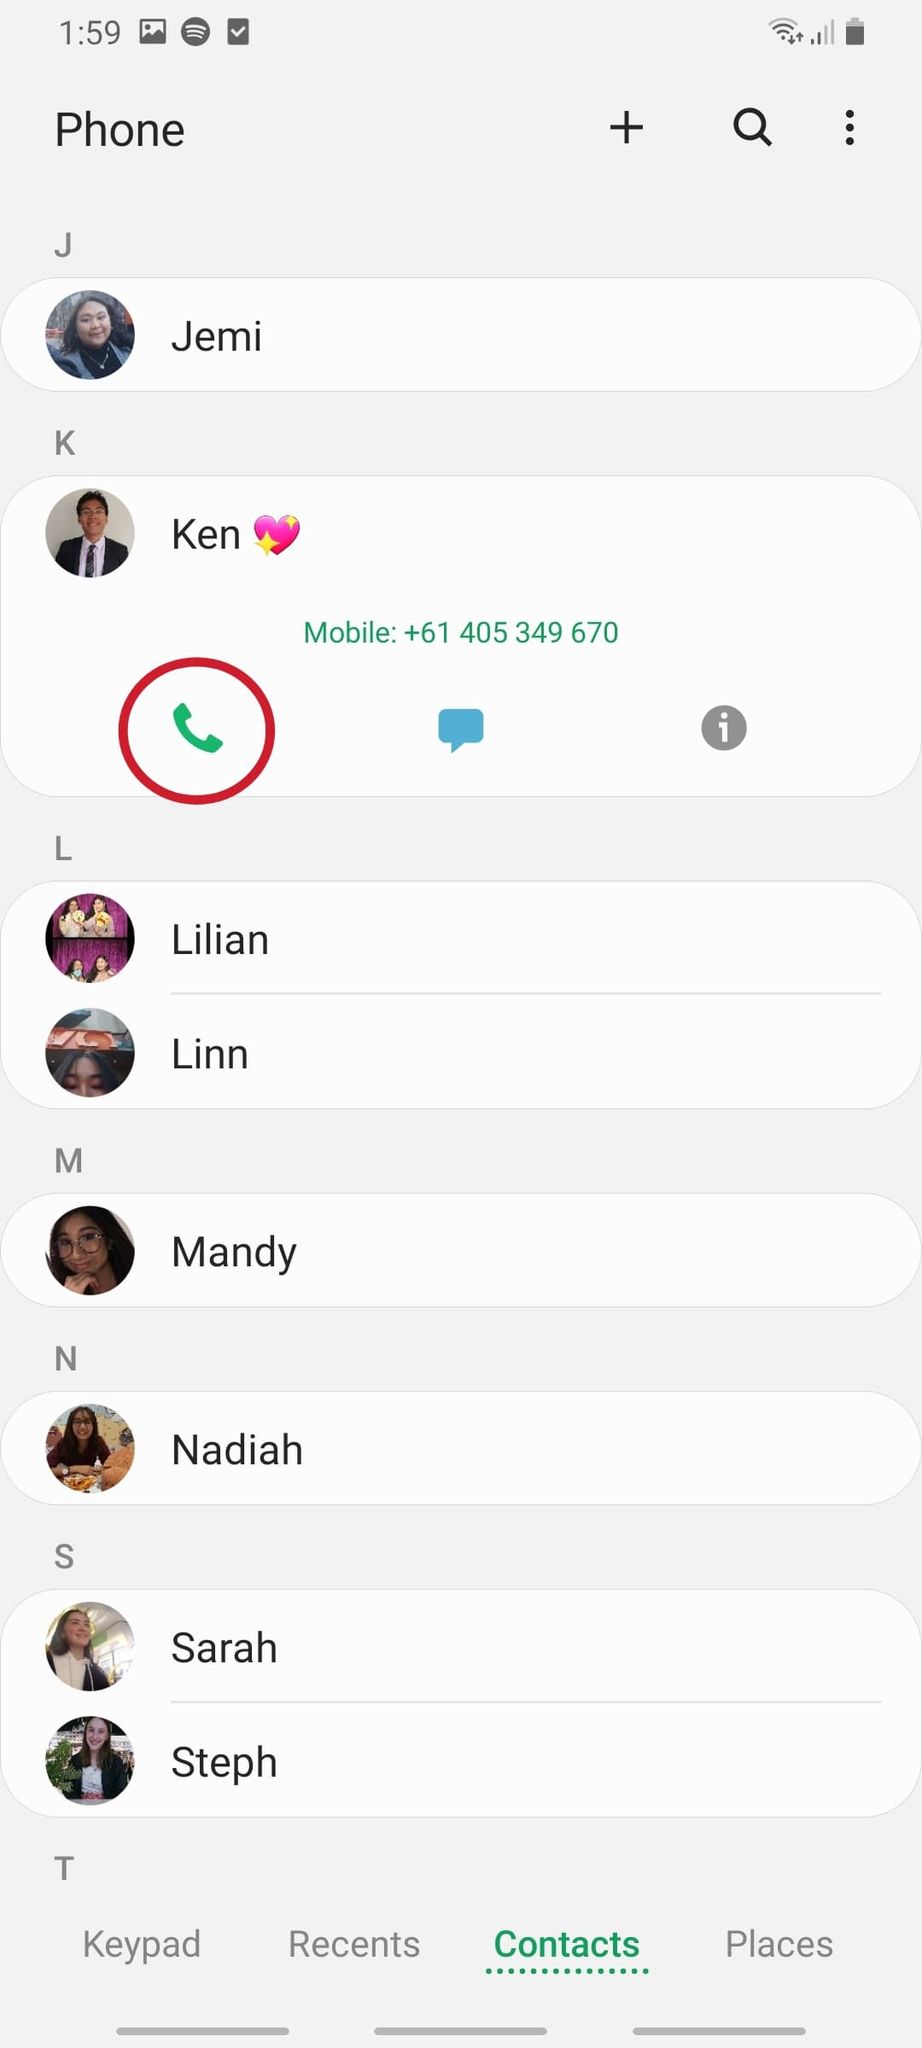 1:59
Phone
J
Jemi
K
Ken 💖
Mobile: +61 405 349 670
L
Lilian
Linn
M
Mandy
N
Nadiah
S
Sarah
Steph
T
Keypad Recents Contacts Places